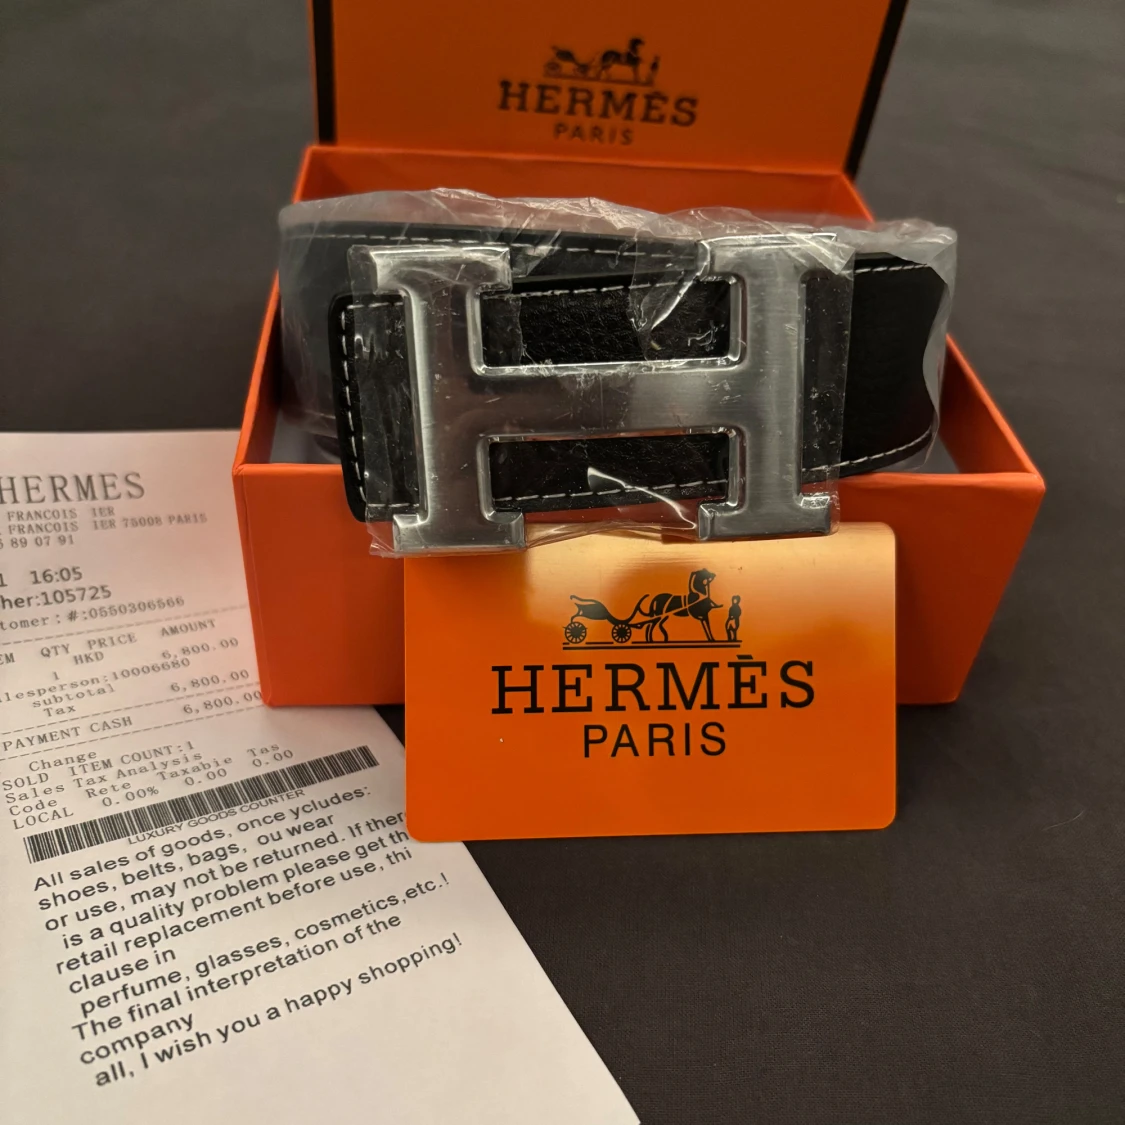 HERMÈS
PARIS
HERMES
FRANCOIS 1ER
FRANCOIS 1ER 75008 PARIS
89 07 91
16:05
her:105725
tomer:#:0550306566
EM QTY PRICE AMOUNT
HKD
1 6,800.00
lesperson:10006680
subtotal 6,800.00
Tax
6,800.00
PAYMENT CASH
Change
SOLD ITEM COUNT:1
Sales Tax Analysis
Code Rete Taxabie Tas
LOCAL 0.00% 0.00 0.00
LUXURY GOODS COUNTER
All sales of goods, once ycludes:
shoes, belts, bags, ou wear
or use, may not be returned. If ther
is a quality problem please get th
retail replacement before use, thi
clause in
perfume, glasses, cosmetics,etc.!
The final interpretation of the
company
all, I wish you a happy shopping!
HERMÈS
PARIS